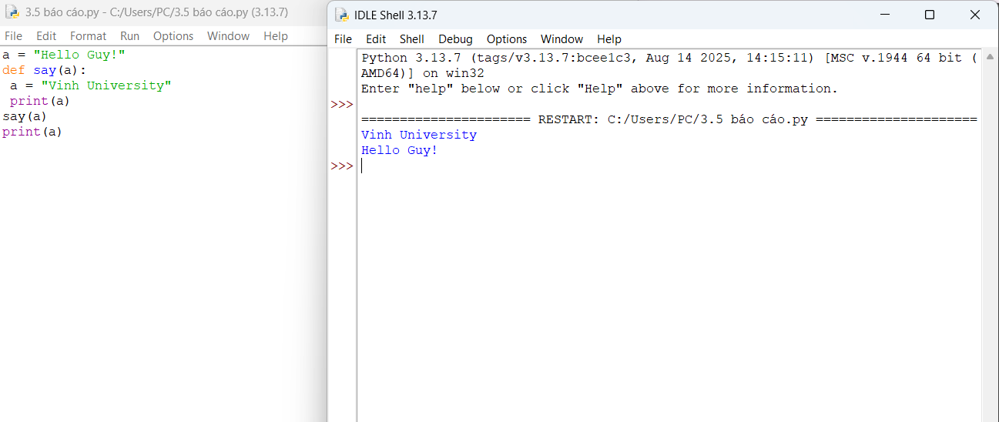 3.5 báo cáo.py - C:/Users/PC/3.5 báo cáo.py (3.13.7)
File Edit Format Run Options Window Help
a = "Hello Guy!"
def say(a):
 a = "Vinh University"
 print(a)
say(a)
print(a)
IDLE Shell 3.13.7
File Edit Shell Debug Options Window Help
Python 3.13.7 (tags/v3.13.7:bcee1c3, Aug 14 2025, 14:15:11) [MSC v.1944 64 bit (
AMD64)] on win32
Enter "help" below or click "Help" above for more information.
>>>
====================== RESTART: C:/Users/PC/3.5 báo cáo.py =====================
Vinh University
Hello Guy!
>>>